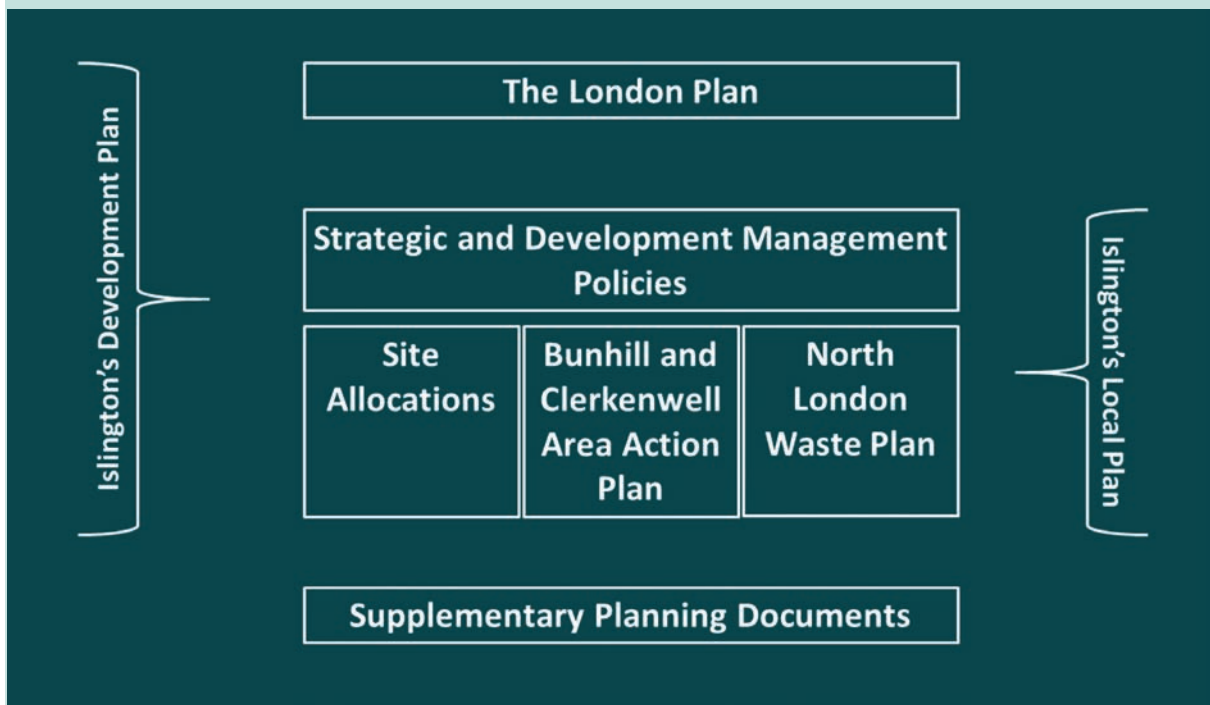 Islington's Development Plan
The London Plan
Strategic and Development Management
Policies
Site
Allocations
Bunhill and
Clerkenwell
Area Action
Plan
North
London
Waste Plan
Islington's Local Plan
Supplementary Planning Documents